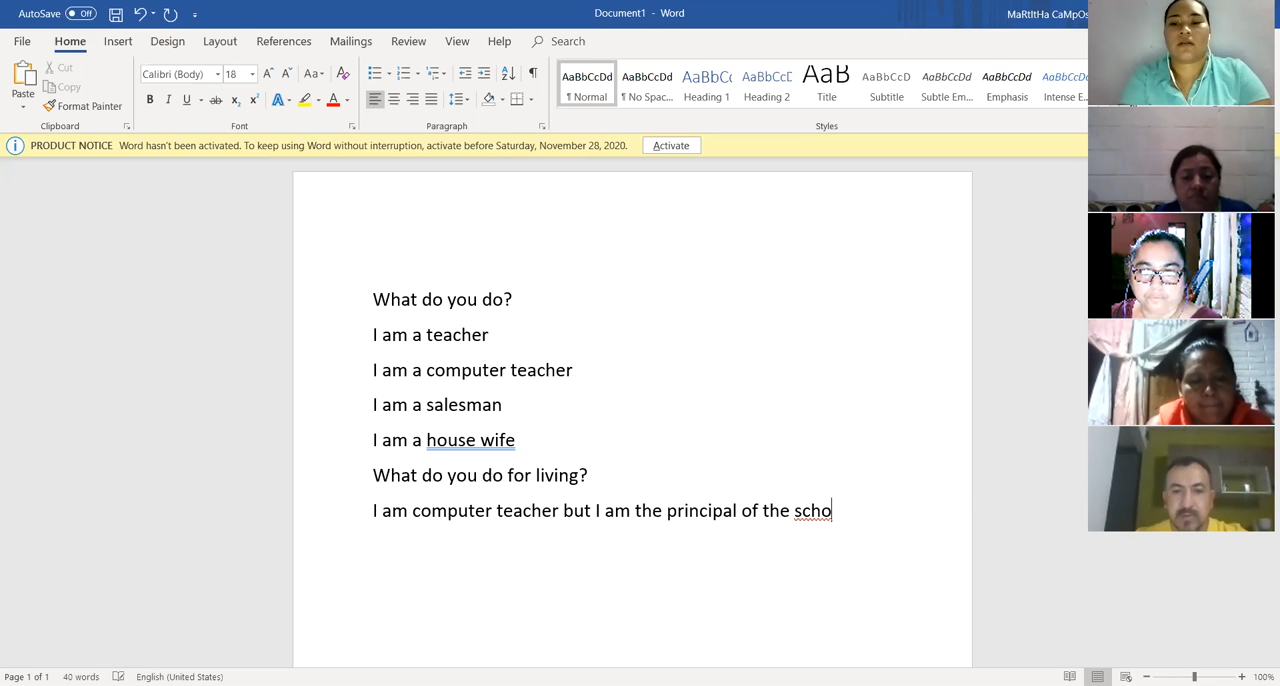 AutoSave Off
Document1 - Word
MaRtItHa CaMpOs
File Home Insert Design Layout References Mailings Review View Help Search
Paste
Cut
Copy
Format Painter
Clipboard
Calibri (Body) 18
Font
Paragraph
AaBbCcDd AaBbCcDd AaBbCc AaBbCcD AaB AaBbCcD AaBbCcDd AaBbCcDd AaBbCcDd
¶ Normal ¶ No Spac... Heading 1 Heading 2 Title Subtitle Subtle Em... Emphasis Intense E...
Styles
PRODUCT NOTICE Word hasn't been activated. To keep using Word without interruption, activate before Saturday, November 28, 2020. Activate
What do you do?
I am a teacher
I am a computer teacher
I am a salesman
I am a house wife
What do you do for living?
I am computer teacher but I am the principal of the scho
Page 1 of 1 40 words English (United States) 100%